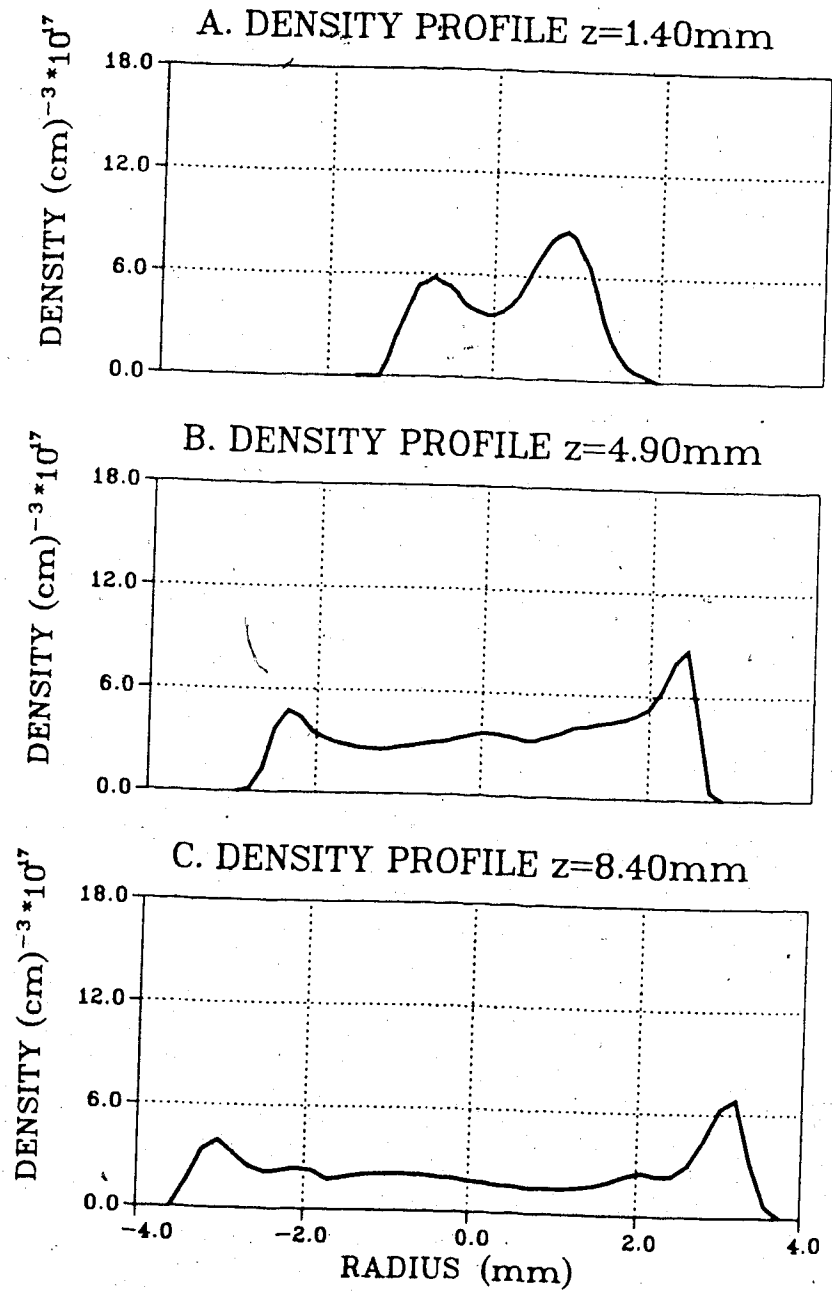 A. DENSITY PROFILE z=1.40mm
DENSITY (cm)⁻³*10¹⁷
18.0
12.0
6.0
0.0
B. DENSITY PROFILE z=4.90mm
DENSITY (cm)⁻³*10¹⁷
18.0
12.0
6.0
0.0
C. DENSITY PROFILE z=8.40mm
DENSITY (cm)⁻³*10¹⁷
18.0
12.0
6.0
0.0
-4.0 -2.0 0.0 2.0 4.0
RADIUS (mm)